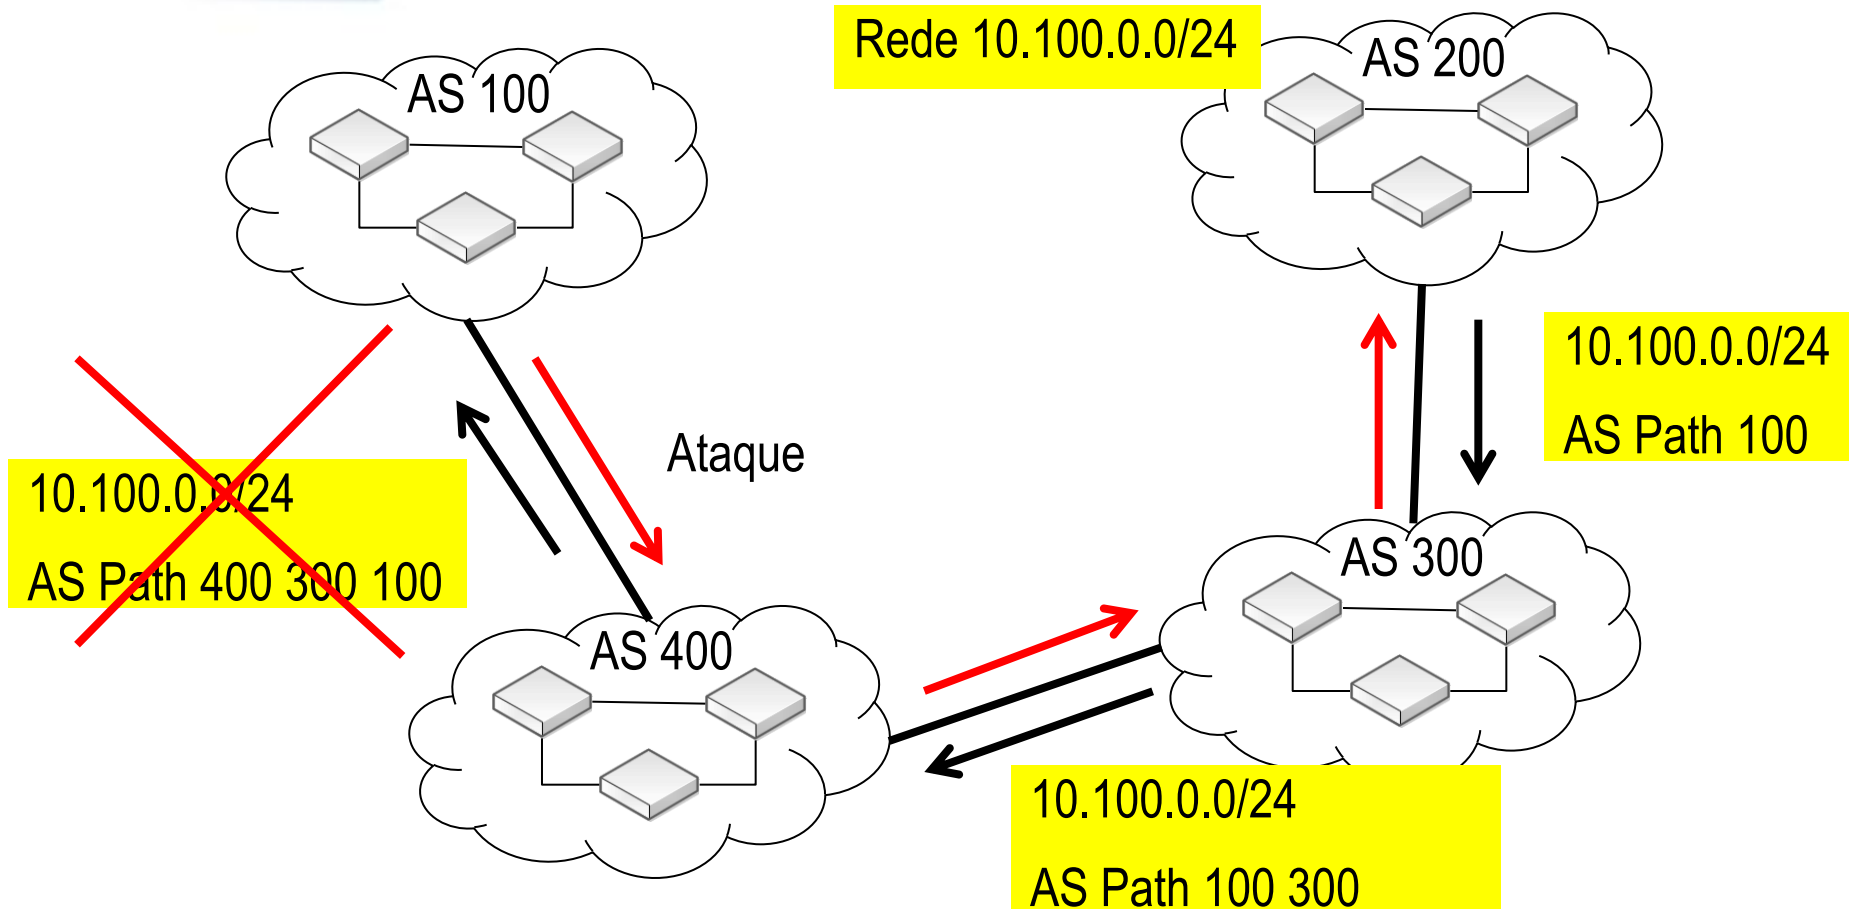 Rede 10.100.0.0/24
AS 200
AS 100
10.100.0.0/24
AS Path 100
Ataque
10.100.0.0/24
AS Path 400 300 100
AS 300
AS 400
10.100.0.0/24
AS Path 100 300